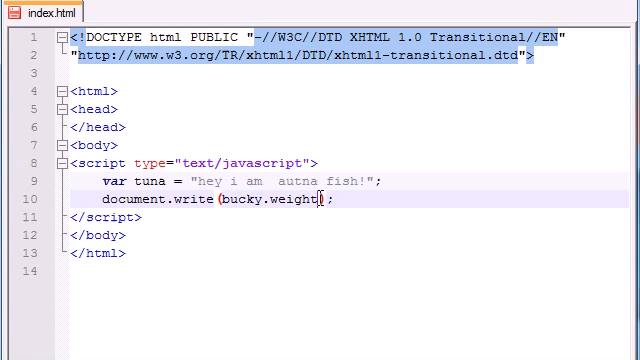 index.html
1 <!DOCTYPE html PUBLIC "-//W3C//DTD XHTML 1.0 Transitional//EN"
2 "http://www.w3.org/TR/xhtml1/DTD/xhtml1-transitional.dtd">
3
4 <html>
5 <head>
6 </head>
7 <body>
8 <script type="text/javascript">
9 var tuna = "hey i am  autna fish!";
10 document.write(bucky.weight);
11 </script>
12 </body>
13 </html>
14